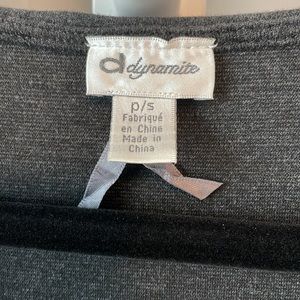 d dynamite
p/s
Fabriqué
en Chine
Made in
China